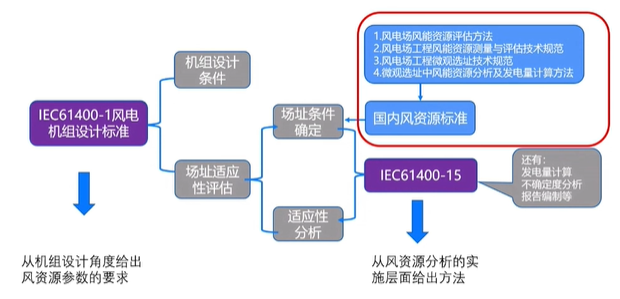 1.风电场风能资源评估方法
2.风电场工程风能资源测量与评估技术规范
3.风电场工程微观选址技术规范
4.微观选址中风能资源分析及发电量计算方法
机组设计
条件
IEC61400-1风电
机组设计标准
场址条件
确定
国内风资源标准
场址适应
性评估
IEC61400-15
还有：
发电量计算
不确定度分析
报告编制等
适应性
分析
从机组设计角度给出
风资源参数的要求
从风资源分析的实
施层面给出方法